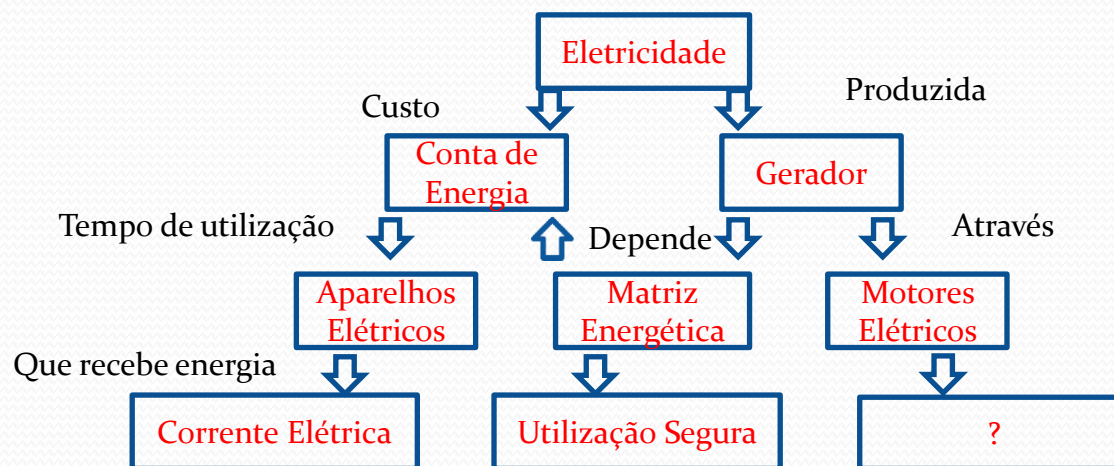 Eletricidade
Custo
Produzida
Conta de
Energia
Gerador
Tempo de utilização
Depende
Através
Aparelhos
Elétricos
Matriz
Energética
Motores
Elétricos
Que recebe energia
Corrente Elétrica
Utilização Segura
?